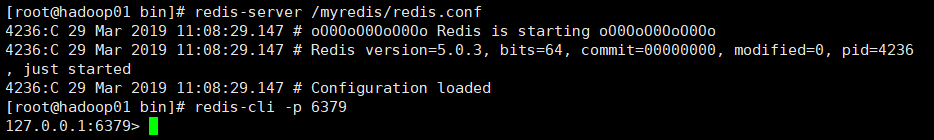 [root@hadoop01 bin]# redis-server /myredis/redis.conf
4236:C 29 Mar 2019 11:08:29.147 # oO0OoO0OoO0Oo Redis is starting oO0OoO0OoO0Oo
4236:C 29 Mar 2019 11:08:29.147 # Redis version=5.0.3, bits=64, commit=00000000, modified=0, pid=4236
, just started
4236:C 29 Mar 2019 11:08:29.147 # Configuration loaded
[root@hadoop01 bin]# redis-cli -p 6379
127.0.0.1:6379>